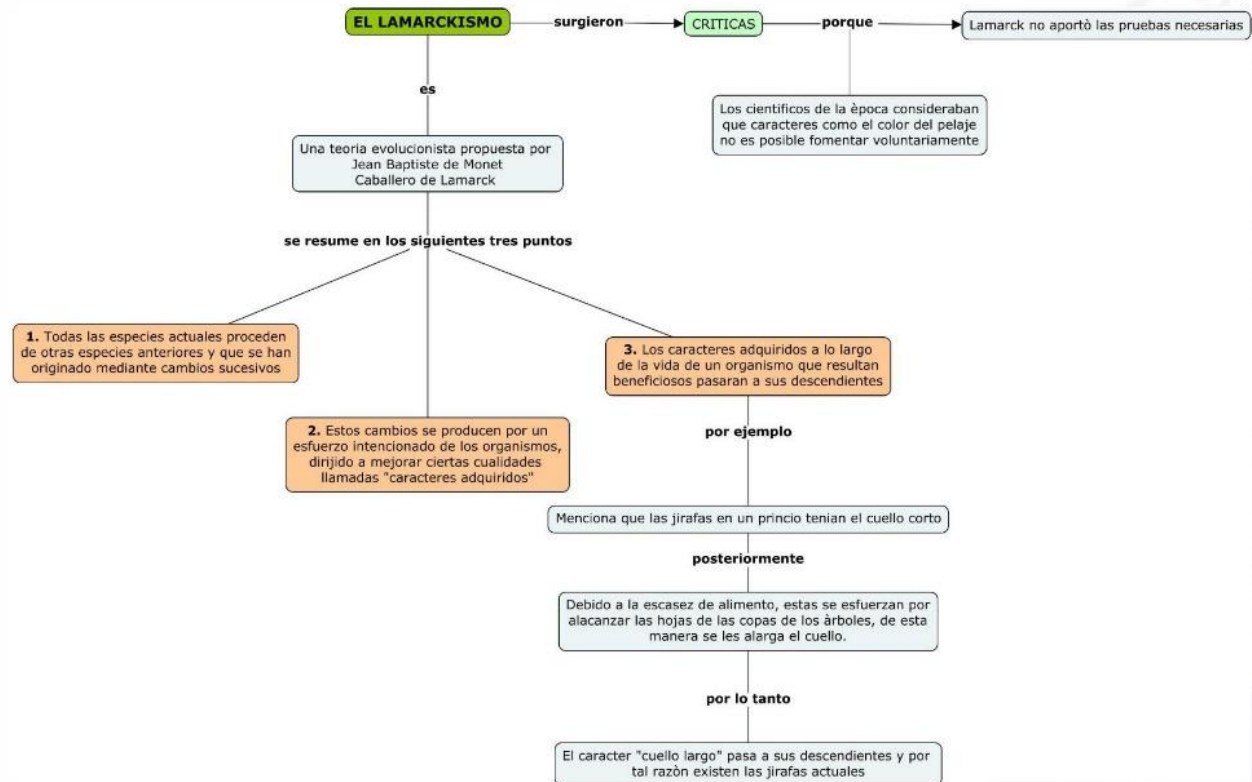 EL LAMARCKISMO
surgieron
CRITICAS
porque
Lamarck no aportò las pruebas necesarias
Los cientificos de la època consideraban
que caracteres como el color del pelaje
no es posible fomentar voluntariamente
es
Una teoria evolucionista propuesta por
Jean Baptiste de Monet
Caballero de Lamarck
se resume en los siguientes tres puntos
1. Todas las especies actuales proceden
de otras especies anteriores y que se han
originado mediante cambios sucesivos
2. Estos cambios se producen por un
esfuerzo intencionado de los organismos,
dirijido a mejorar ciertas cualidades
llamadas "caracteres adquiridos"
3. Los caracteres adquiridos a lo largo
de la vida de un organismo que resultan
beneficiosos pasaran a sus descendientes
por ejemplo
Menciona que las jirafas en un princio tenian el cuello corto
posteriormente
Debido a la escasez de alimento, estas se esfuerzan por
alacanzar las hojas de las copas de los àrboles, de esta
manera se les alarga el cuello.
por lo tanto
El caracter "cuello largo" pasa a sus descendientes y por
tal razòn existen las jirafas actuales